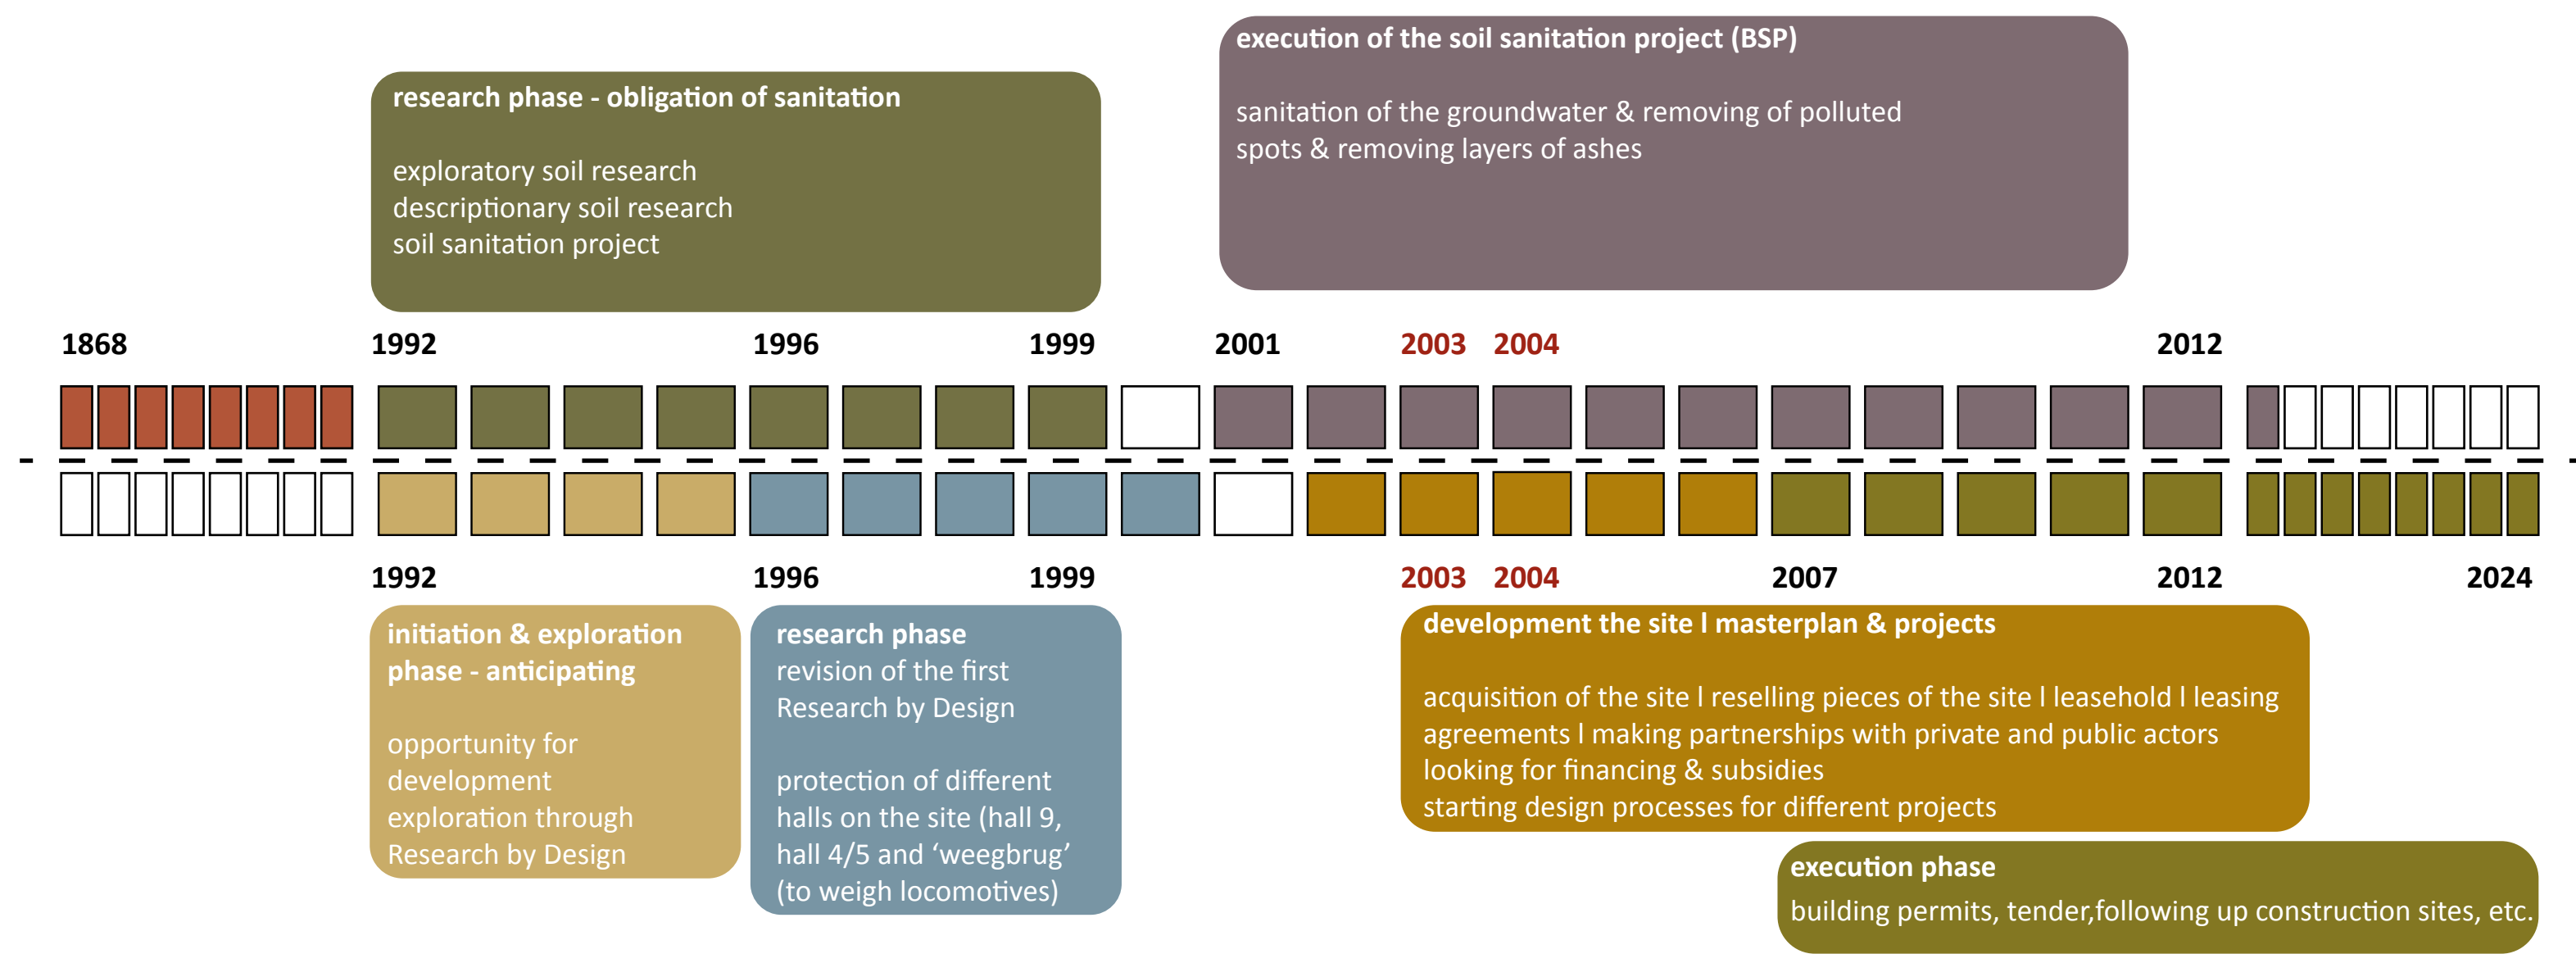 execution of the soil sanitation project (BSP)
sanitation of the groundwater & removing of polluted
spots & removing layers of ashes
research phase - obligation of sanitation
exploratory soil research
descriptionary soil research
soil sanitation project
1868 1992 1996 1999 2001 2003 2004 2012
1992 1996 1999 2003 2004 2007 2012 2024
initiation & exploration
phase - anticipating
opportunity for
development
exploration through
Research by Design
research phase
revision of the first
Research by Design
protection of different
halls on the site (hall 9,
hall 4/5 and ‘weegbrug’
(to weigh locomotives)
development the site l masterplan & projects
acquisition of the site l reselling pieces of the site l leasehold l leasing
agreements l making partnerships with private and public actors
looking for financing & subsidies
starting design processes for different projects
execution phase
building permits, tender,following up construction sites, etc.